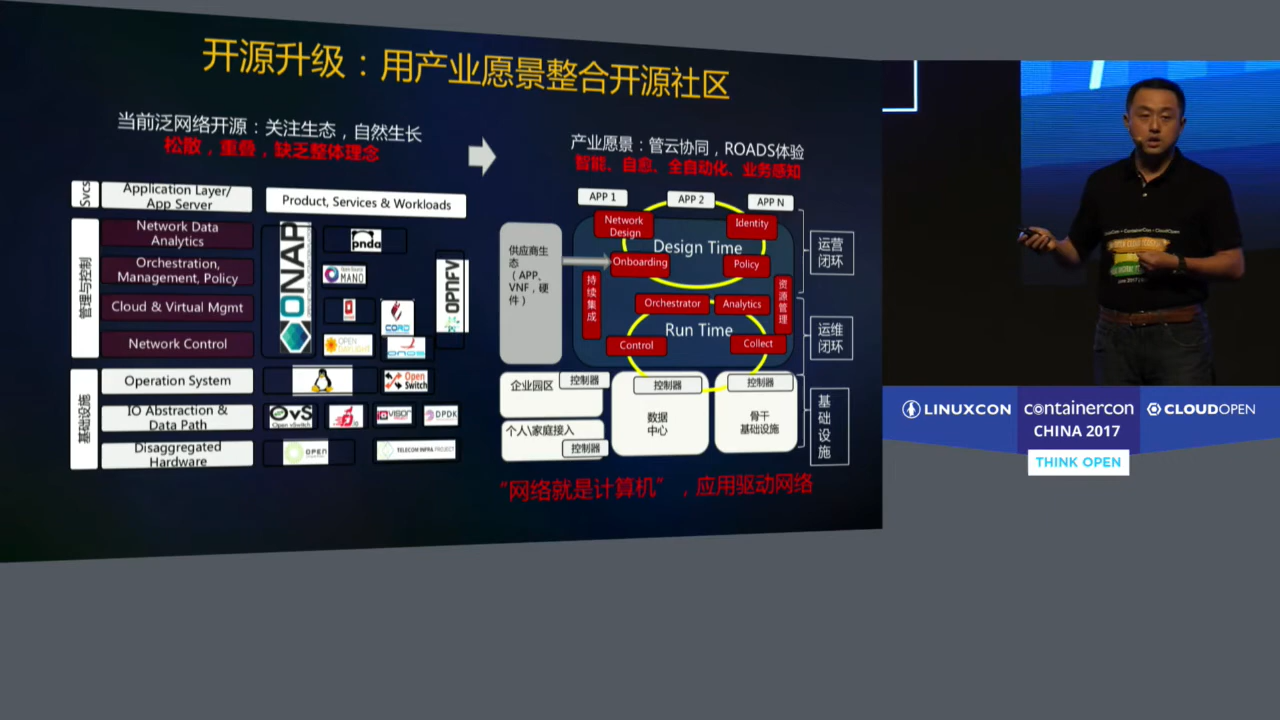 开源升级：用产业愿景整合开源社区
当前泛网络开源：关注生态，自然生长
松散，重叠，缺乏整体理念
Svcs
Application Layer/
App Server
Product, Services & Workloads
管理与控制
Network Data
Analytics
Orchestration,
Management, Policy
Cloud & Virtual Mgmt
Network Control
ONAP
pnda
MANO
OPNFV
CORD
OPEN
ONOS
基础设施
Operation System
Open
Switch
IO Abstraction &
Data Path
OvS
Open vSwitch
IOVISOR
DPDK
Disaggregated
Hardware
OPEN
TELECOM INFRA PROJECT
产业愿景：管云协同，ROADS体验
智能、自愈、全自动化、业务感知
APP 1
APP 2
APP N
供应商生
态
（APP、
VNF，硬
件）
Network
Design
Identity
Design Time
Onboarding
Policy
持续集成
资源管理
Orchestrator
Analytics
Run Time
Control
Collect
运营
闭环
运维
闭环
基础设施
企业园区
控制器
个人\家庭接入
控制器
控制器
数据
中心
控制器
骨干
基础设施
“网络就是计算机”，应用驱动网络
LINUXCON
containercon
CLOUDOPEN
CHINA 2017
THINK OPEN